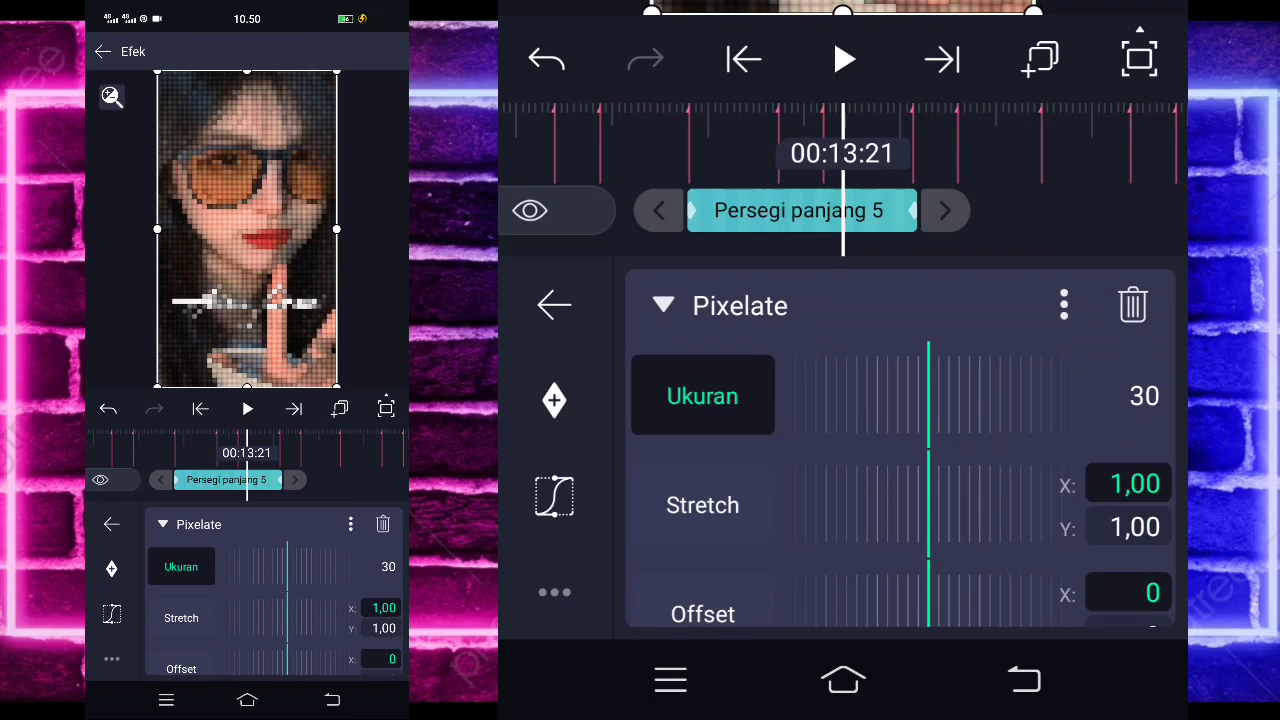 10.50
Efek
00:13:21
Persegi panjang 5
Pixelate
Ukuran
30
Stretch
X: 1,00
Y: 1,00
Offset
X: 0
00:13:21
Persegi panjang 5
Pixelate
Ukuran
30
Stretch
X: 1,00
Y: 1,00
Offset
X: 0